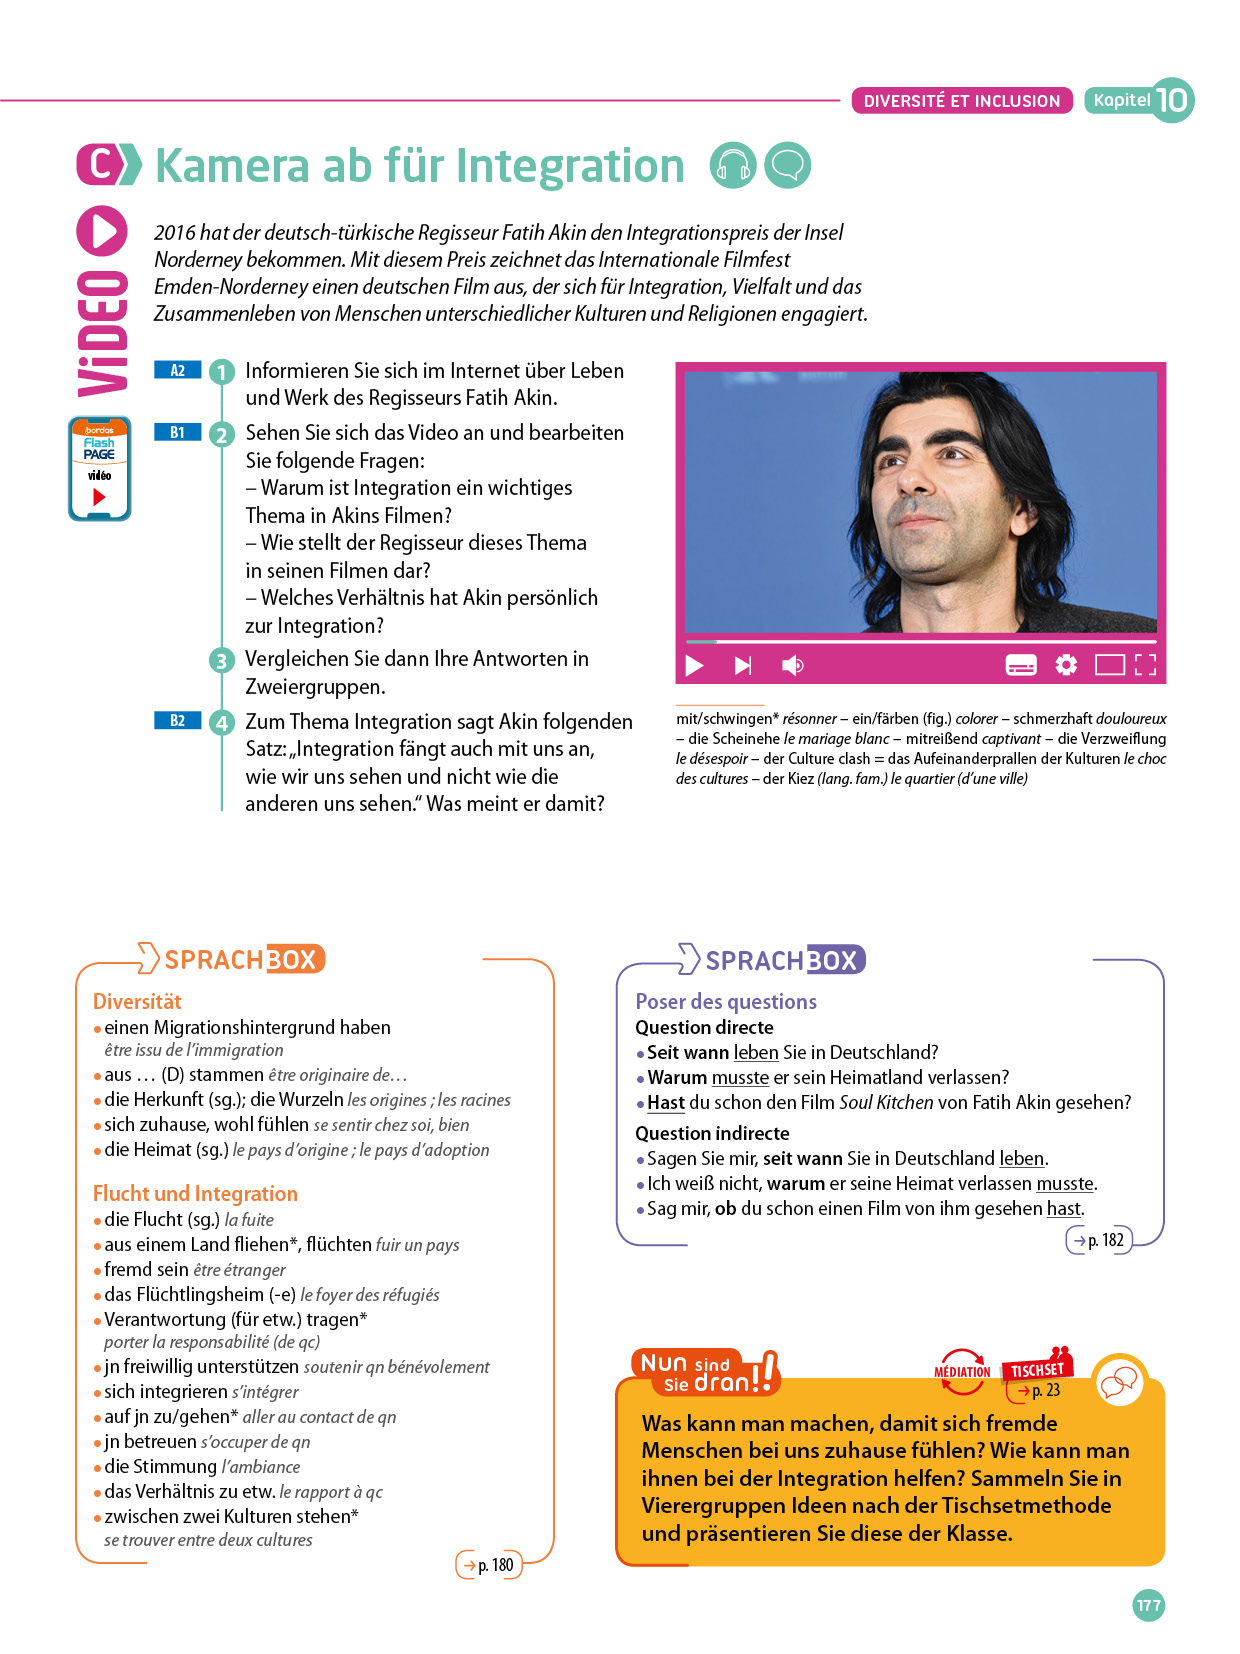 DIVERSITÉ ET INCLUSION
Kapitel 10
C Kamera ab für Integration
ViDEO
2016 hat der deutsch-türkische Regisseur Fatih Akin den Integrationspreis der Insel
Norderney bekommen. Mit diesem Preis zeichnet das Internationale Filmfest
Emden-Norderney einen deutschen Film aus, der sich für Integration, Vielfalt und das
Zusammenleben von Menschen unterschiedlicher Kulturen und Religionen engagiert.
bordas
Flash
PAGE
vidéo
A2 1 Informieren Sie sich im Internet über Leben
und Werk des Regisseurs Fatih Akin.
B1 2 Sehen Sie sich das Video an und bearbeiten
Sie folgende Fragen:
– Warum ist Integration ein wichtiges
Thema in Akins Filmen?
– Wie stellt der Regisseur dieses Thema
in seinen Filmen dar?
– Welches Verhältnis hat Akin persönlich
zur Integration?
3 Vergleichen Sie dann Ihre Antworten in
Zweiergruppen.
B2 4 Zum Thema Integration sagt Akin folgenden
Satz: „Integration fängt auch mit uns an,
wie wir uns sehen und nicht wie die
anderen uns sehen.“ Was meint er damit?
mit/schwingen* résonner – ein/färben (fig.) colorer – schmerzhaft douloureux
– die Scheinehe le mariage blanc – mitreißend captivant – die Verzweiflung
le désespoir – der Culture clash = das Aufeinanderprallen der Kulturen le choc
des cultures – der Kiez (lang. fam.) le quartier (d’une ville)
SPRACHBOX
Diversität
• einen Migrationshintergrund haben
être issu de l’immigration
• aus … (D) stammen être originaire de…
• die Herkunft (sg.); die Wurzeln les origines ; les racines
• sich zuhause, wohl fühlen se sentir chez soi, bien
• die Heimat (sg.) le pays d’origine ; le pays d’adoption
Flucht und Integration
• die Flucht (sg.) la fuite
• aus einem Land fliehen*, flüchten fuir un pays
• fremd sein être étranger
• das Flüchtlingsheim (-e) le foyer des réfugiés
• Verantwortung (für etw.) tragen*
porter la responsabilité (de qc)
• jn freiwillig unterstützen soutenir qn bénévolement
• sich integrieren s’intégrer
• auf jn zu/gehen* aller au contact de qn
• jn betreuen s’occuper de qn
• die Stimmung l’ambiance
• das Verhältnis zu etw. le rapport à qc
• zwischen zwei Kulturen stehen*
se trouver entre deux cultures
→ p. 180
SPRACHBOX
Poser des questions
Question directe
• Seit wann leben Sie in Deutschland?
• Warum musste er sein Heimatland verlassen?
• Hast du schon den Film Soul Kitchen von Fatih Akin gesehen?
Question indirecte
• Sagen Sie mir, seit wann Sie in Deutschland leben.
• Ich weiß nicht, warum er seine Heimat verlassen musste.
• Sag mir, ob du schon einen Film von ihm gesehen hast.
→ p. 182
Nun sind
Sie dran!!
MÉDIATION
TISCHSET
→ p. 23
Was kann man machen, damit sich fremde
Menschen bei uns zuhause fühlen? Wie kann man
ihnen bei der Integration helfen? Sammeln Sie in
Vierergruppen Ideen nach der Tischsetmethode
und präsentieren Sie diese der Klasse.
177